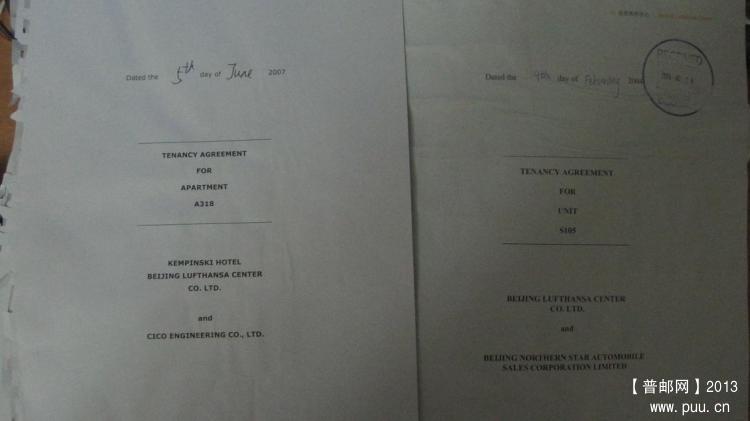 Dated the 5th day of June 2007
TENANCY AGREEMENT
FOR
APARTMENT
A318
KEMPINSKI HOTEL
BEIJING LUFTHANSA CENTER
CO. LTD.
and
CICO ENGINEERING CO., LTD.
Dated the 9th day of February
RECEIVED
TENANCY AGREEMENT
FOR
UNIT
S105
BEIJING LUFTHANSA CENTER
CO. LTD.
and
BEIJING NORTHERN STAR AUTOMOBILE
SALES CORPORATION LIMITED
【普邮网】2013
www.puu.cn